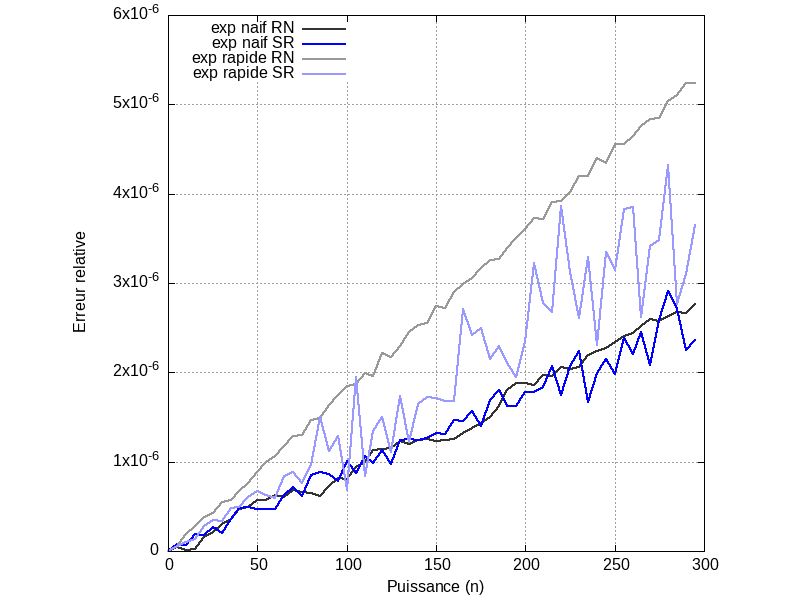 6x10⁻⁶
5x10⁻⁶
4x10⁻⁶
3x10⁻⁶
2x10⁻⁶
1x10⁻⁶
0
Erreur relative
exp naif RN
exp naif SR
exp rapide RN
exp rapide SR
0 50 100 150 200 250 300
Puissance (n)